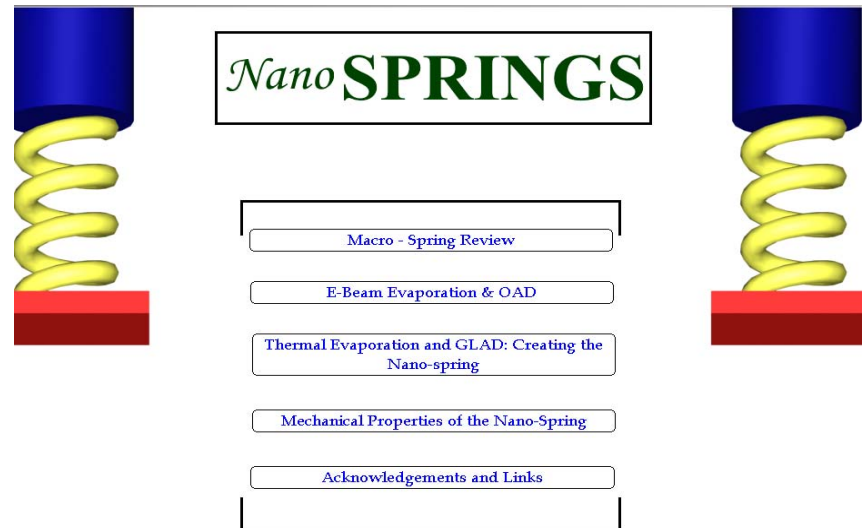 Nano SPRINGS
Macro - Spring Review
E-Beam Evaporation & OAD
Thermal Evaporation and GLAD: Creating the
Nano-spring
Mechanical Properties of the Nano-Spring
Acknowledgements and Links